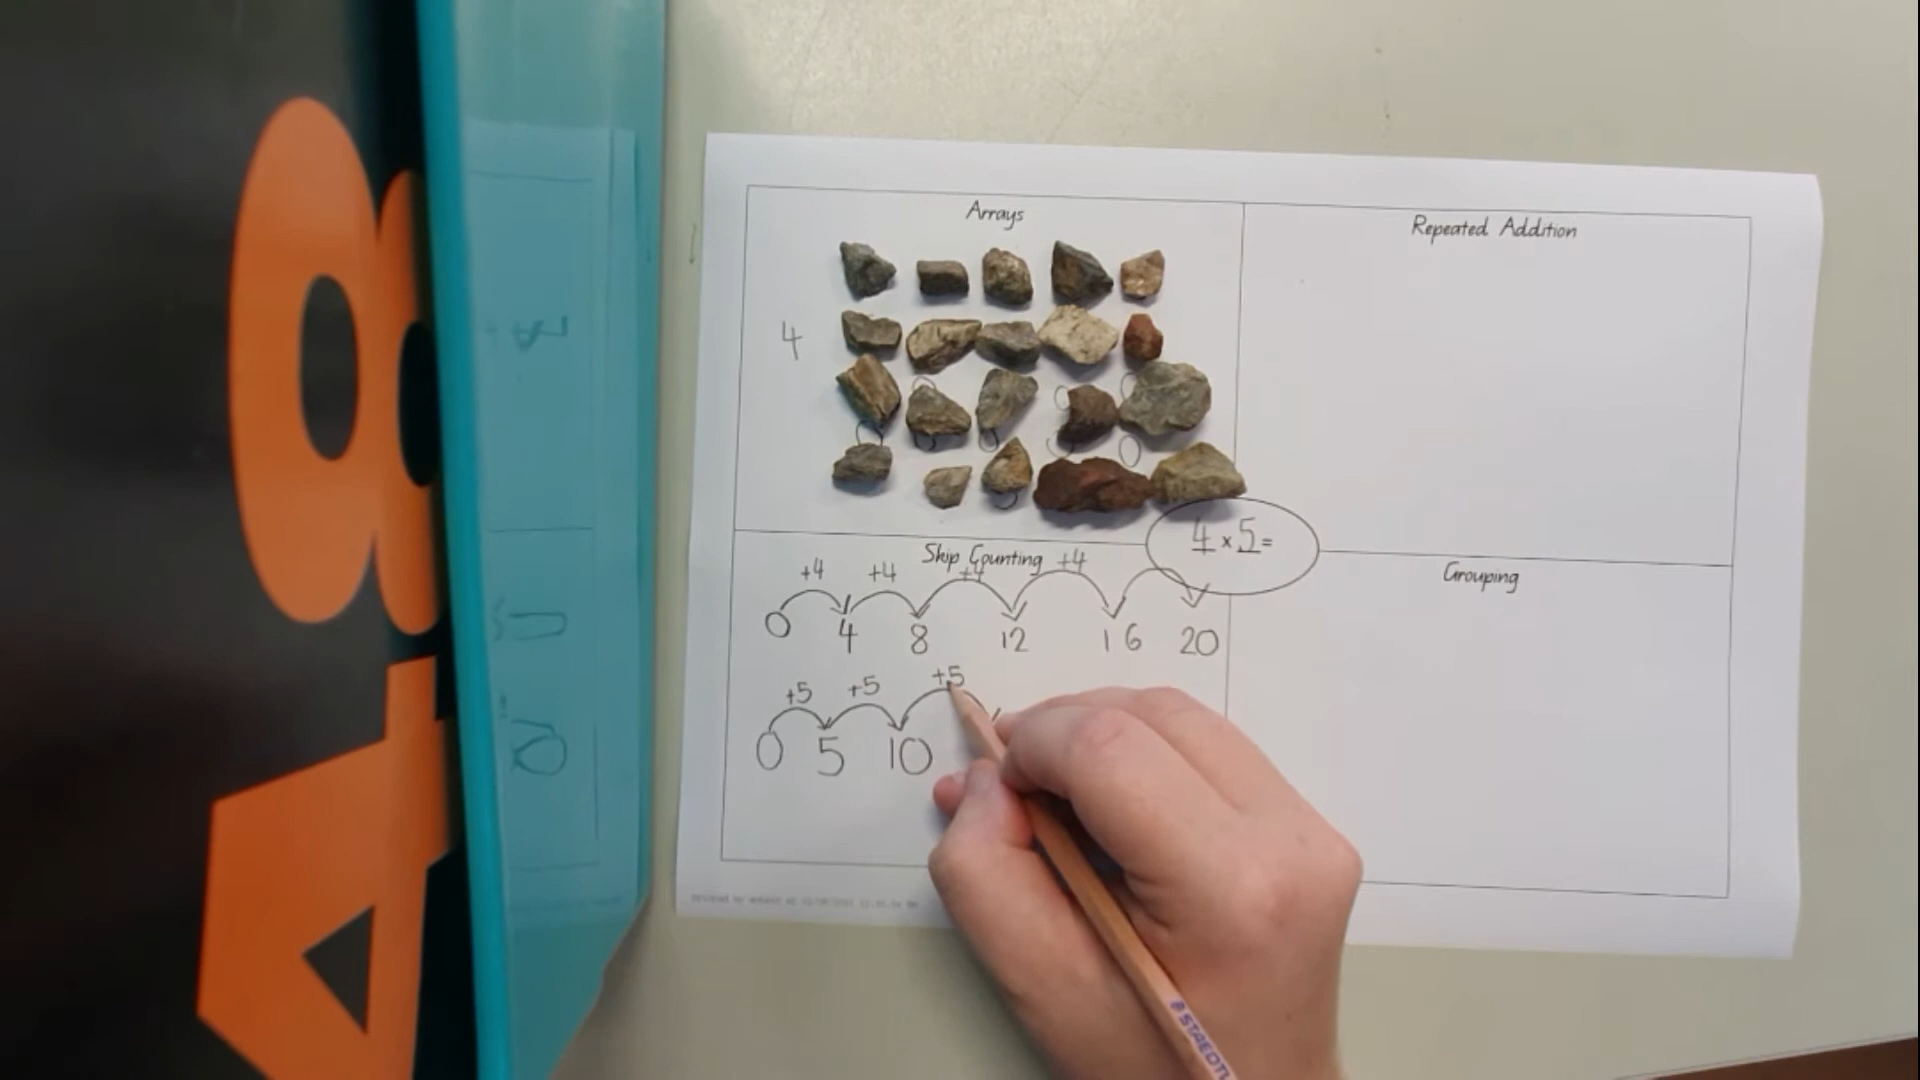 Arrays
Repeated Addition
4
4 x 5 =
Skip Counting
Grouping
+4 +4 +4 +4
0 4 8 12 16 20
+5 +5 +5
0 5 10
STAEDTL